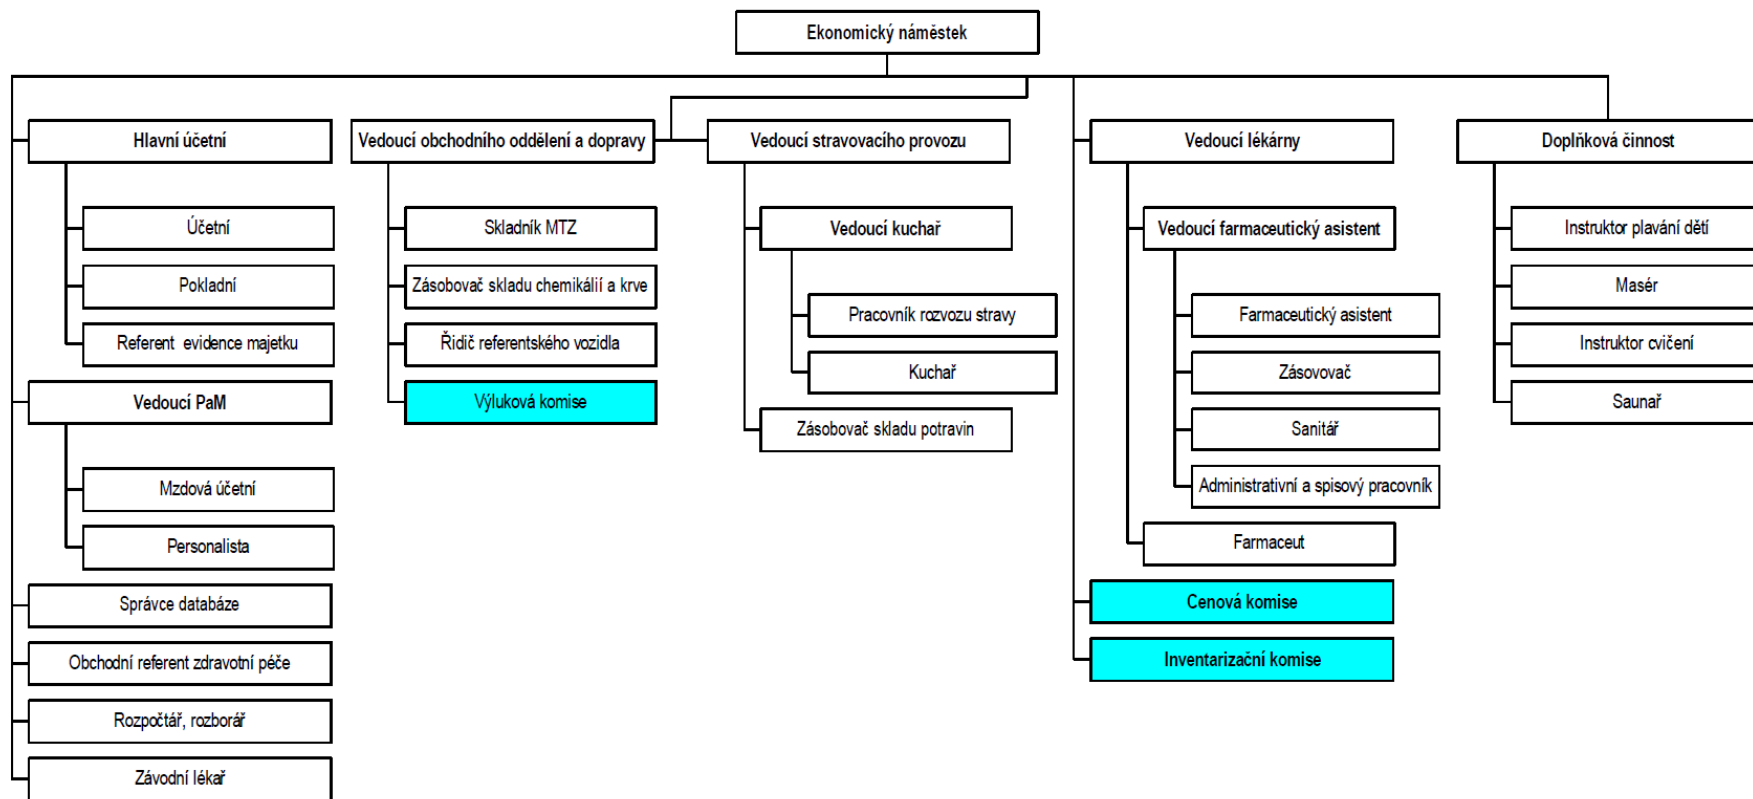 Ekonomický náměstek
Hlavní účetní
Účetní
Pokladní
Referent evidence majetku
Vedoucí PaM
Mzdová účetní
Personalista
Správce databáze
Obchodní referent zdravotní péče
Rozpočtář, rozborář
Závodní lékař
Vedoucí obchodního oddělení a dopravy
Skladník MTZ
Zásobovač skladu chemikálií a krve
Řidič referentského vozidla
Výluková komise
Vedoucí stravovacího provozu
Vedoucí kuchař
Pracovník rozvozu stravy
Kuchař
Zásobovač skladu potravin
Vedoucí lékárny
Vedoucí farmaceutický asistent
Farmaceutický asistent
Zásovovač
Sanitář
Administrativní a spisový pracovník
Farmaceut
Cenová komise
Inventarizační komise
Doplňková činnost
Instruktor plavání dětí
Masér
Instruktor cvičení
Saunař